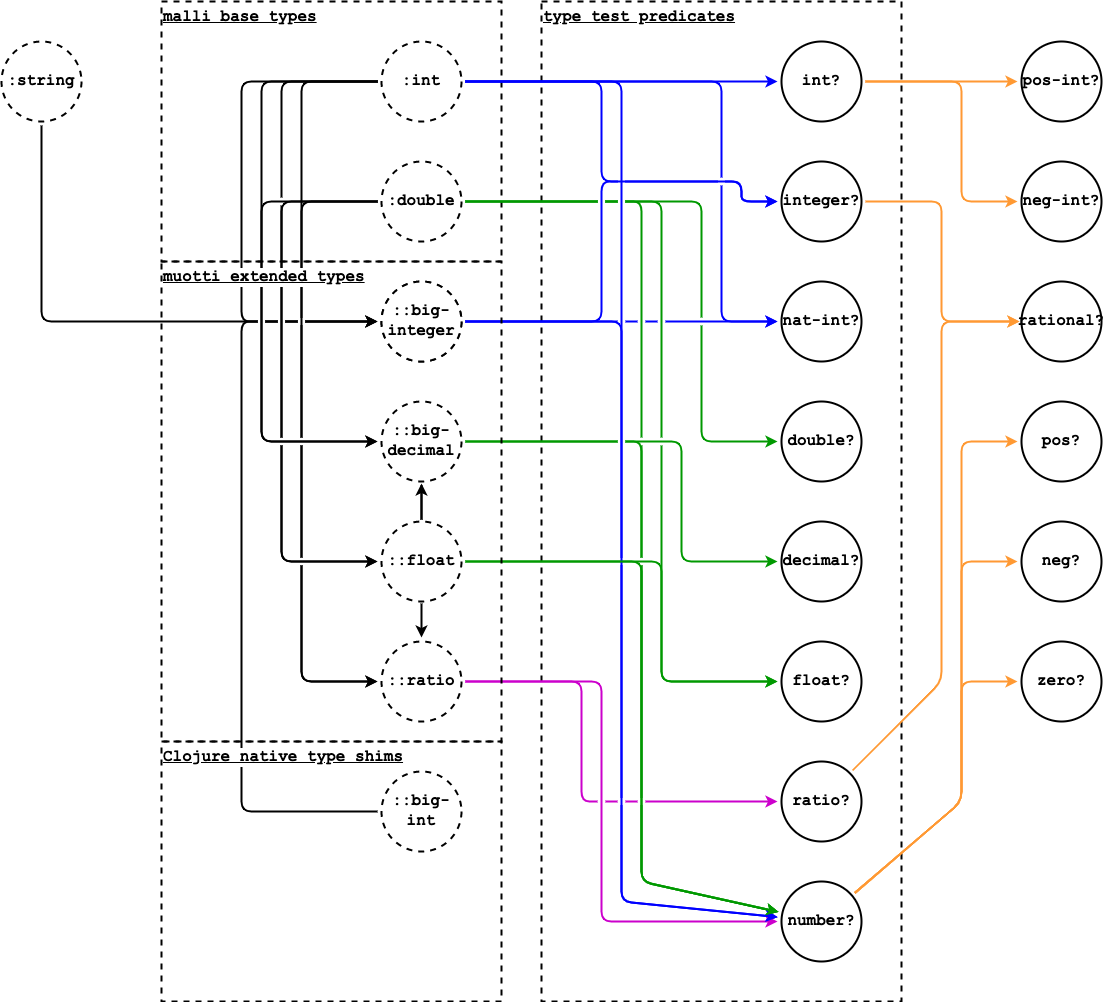 malli base types
type test predicates
:string
:int
int?
pos-int?
:double
integer?
neg-int?
muotti extended types
::big-
integer
nat-int?
rational?
::big-
decimal
double?
pos?
::float
decimal?
neg?
::ratio
float?
zero?
Clojure native type shims
::big-
int
ratio?
number?